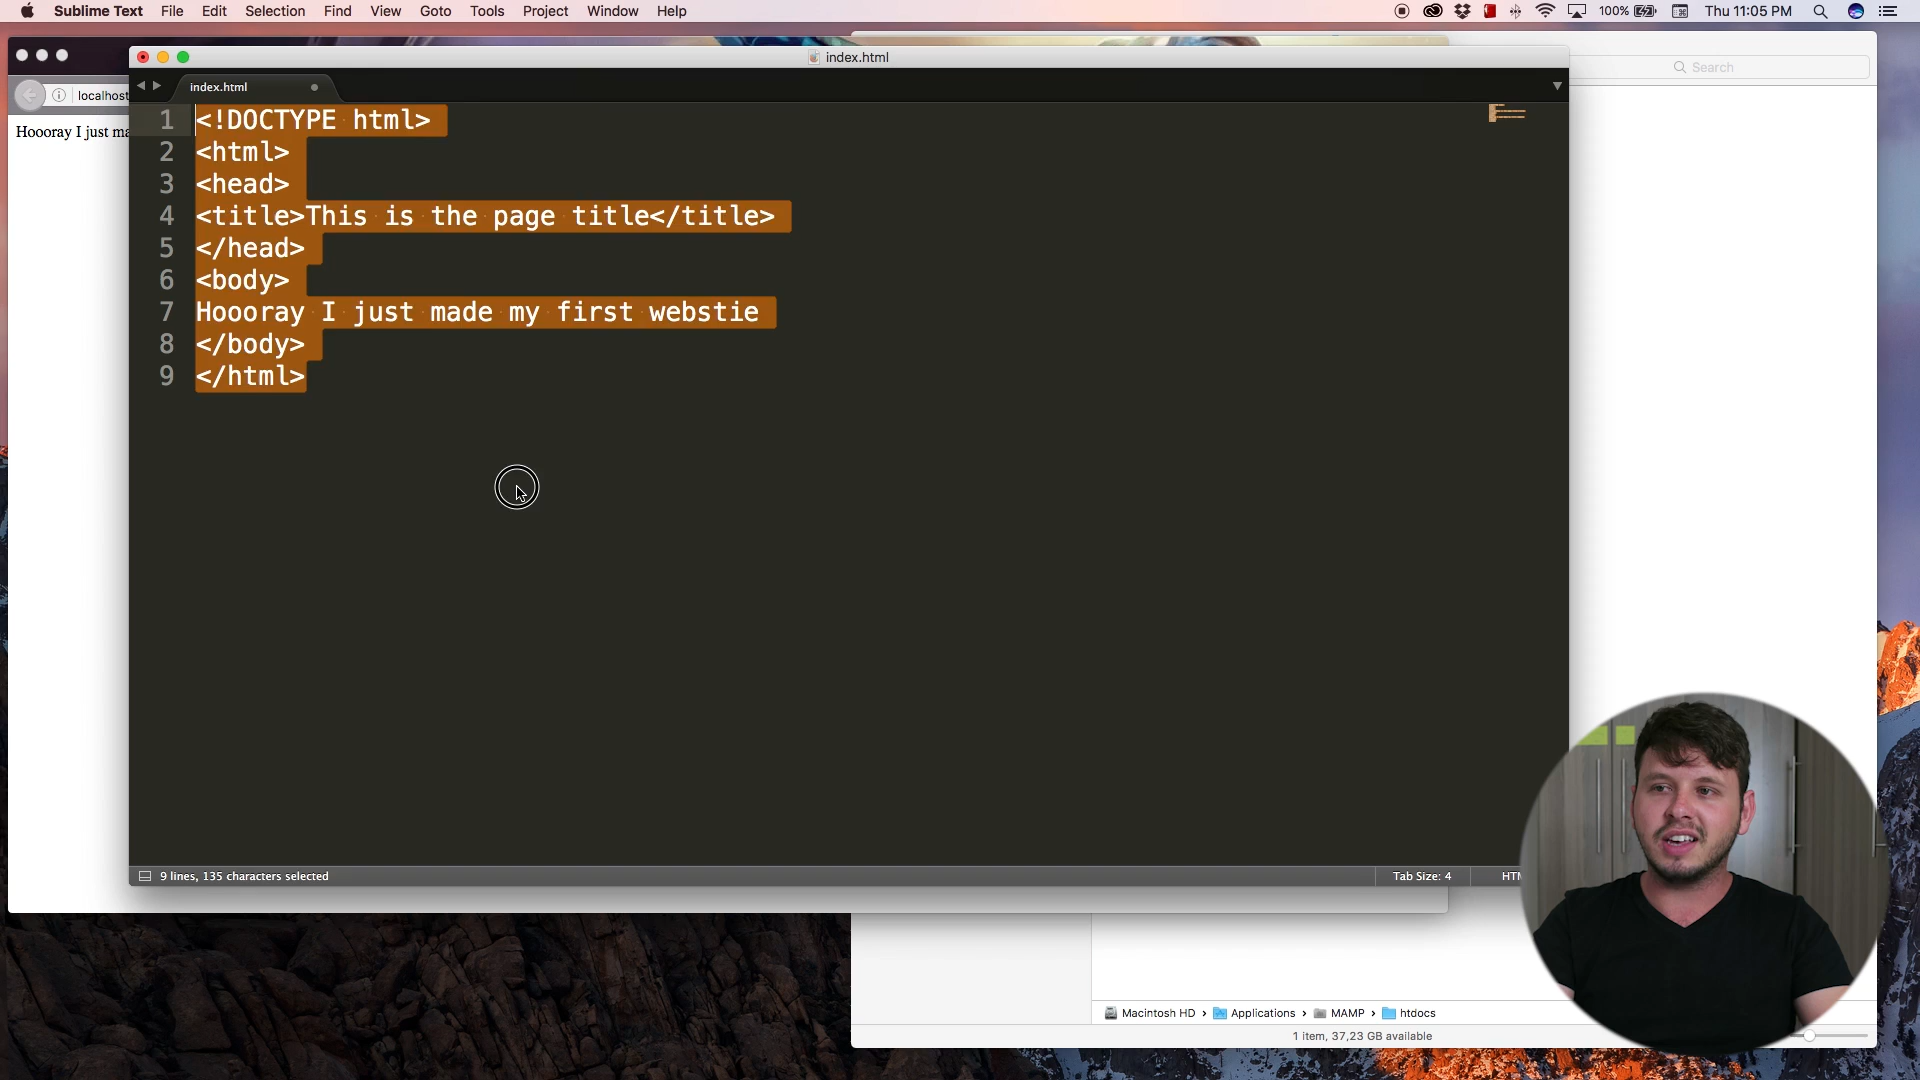 Sublime Text File Edit Selection Find View Goto Tools Project Window Help 100% Thu 11:05 PM
index.html
Search
index.html
localhost
Hoooray I just ma
1 <!DOCTYPE html>
2 <html>
3 <head>
4 <title>This is the page title</title>
5 </head>
6 <body>
7 Hoooray I just made my first webstie
8 </body>
9 </html>
9 lines, 135 characters selected Tab Size: 4 HTM
Macintosh HD › Applications › MAMP › htdocs
1 item, 37,23 GB available